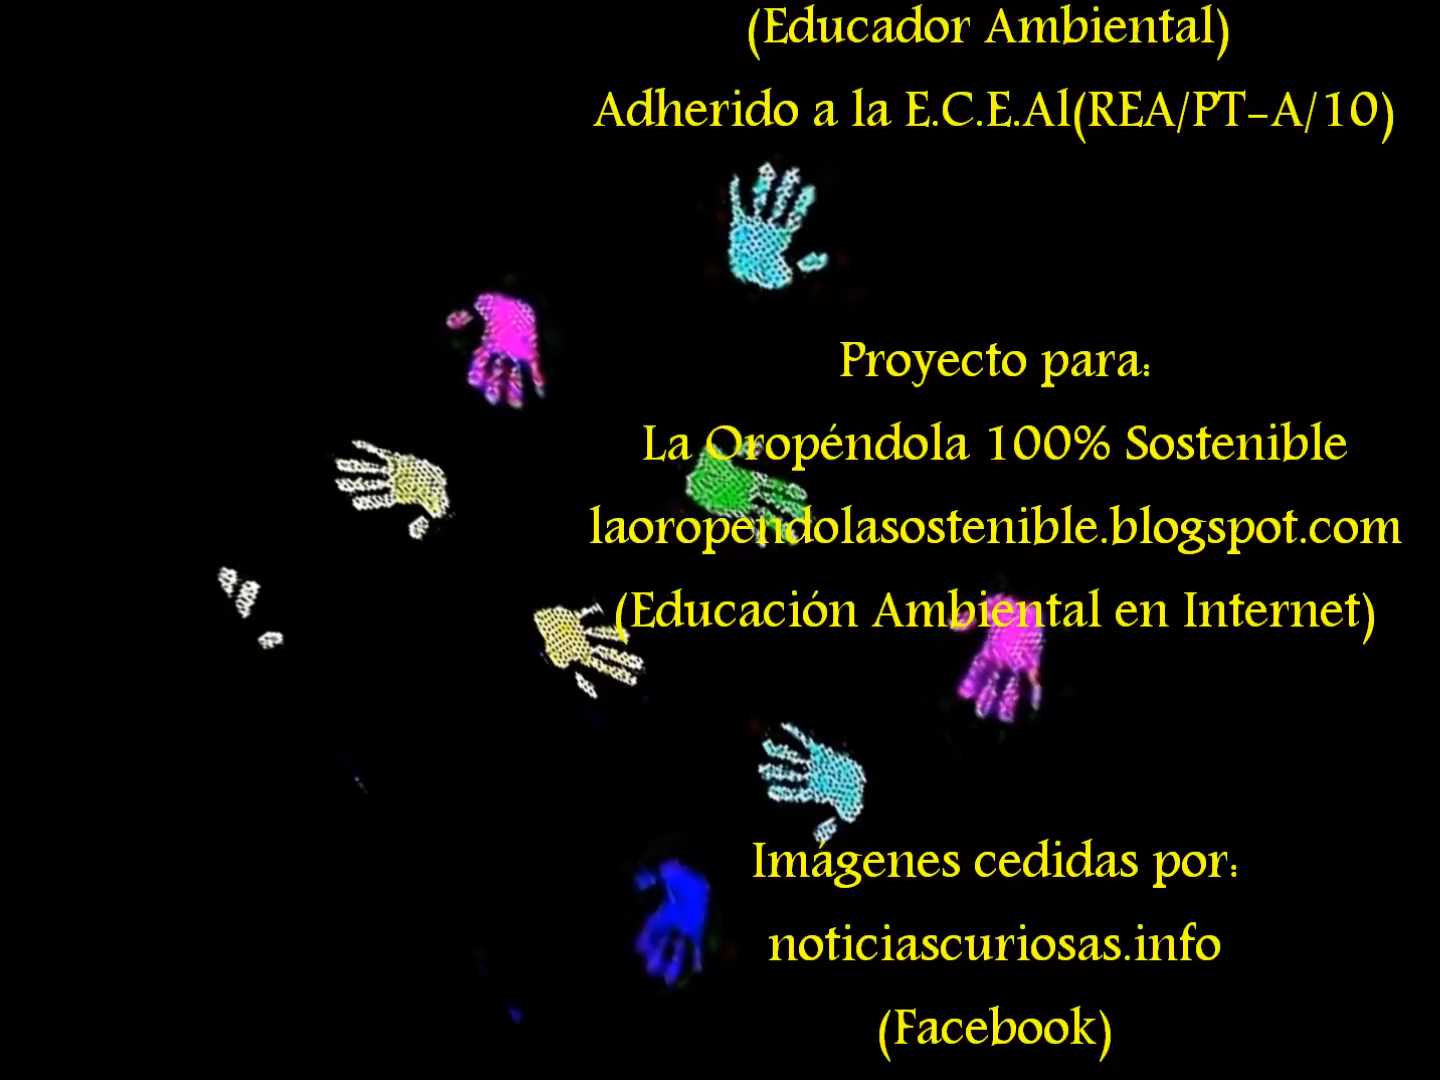 (Educador Ambiental)
Adherido a la E.C.E.Al(REA/PT-A/10)
Proyecto para:
La Oropéndola 100% Sostenible
laoropendolasostenible.blogspot.com
(Educación Ambiental en Internet)
Imágenes cedidas por:
noticiascuriosas.info
(Facebook)